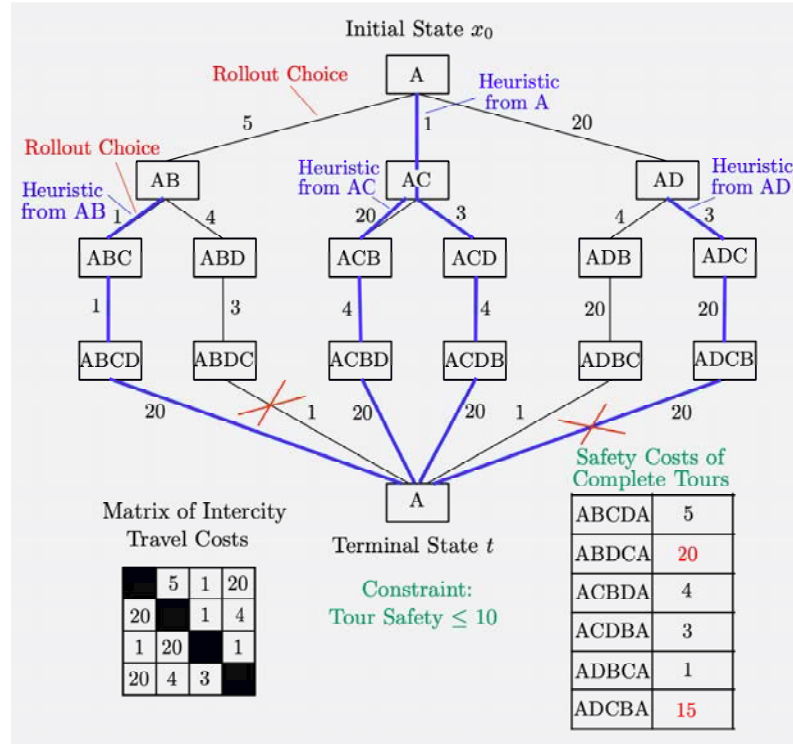 Initial State x₀
A
Rollout Choice
Heuristic
from A
5
1
20
Rollout Choice
Heuristic
from AB
AB
Heuristic
from AC
AC
AD
Heuristic
from AD
1
4
20
3
4
3
ABC
ABD
ACB
ACD
ADB
ADC
1
3
4
4
20
20
ABCD
ABDC
ACBD
ACDB
ADBC
ADCB
20
1
20
20
1
20
A
Terminal State t
Matrix of Intercity
Travel Costs
5 1 20
20 1 4
1 20 1
20 4 3
Constraint:
Tour Safety ≤ 10
Safety Costs of
Complete Tours
ABCDA 5
ABDCA 20
ACBDA 4
ACDBA 3
ADBCA 1
ADCBA 15